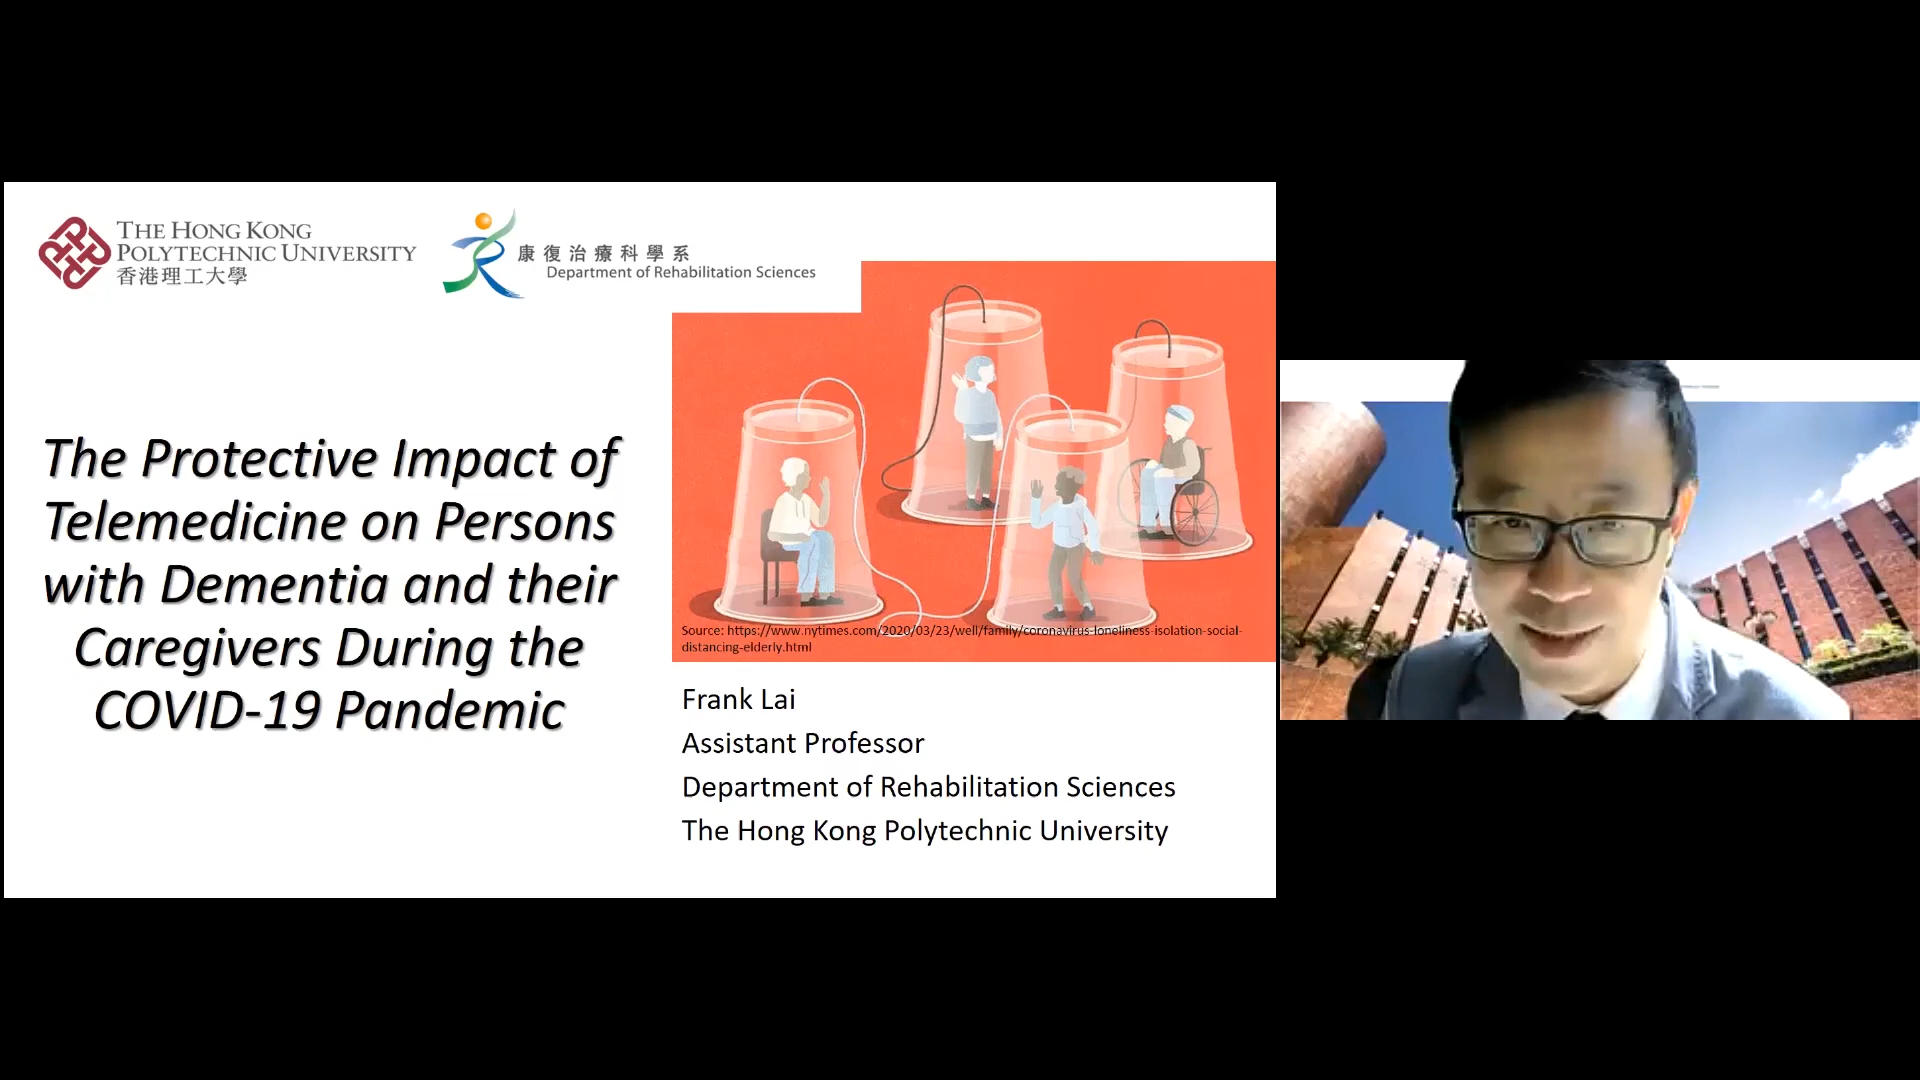 THE HONG KONG
POLYTECHNIC UNIVERSITY
香港理工大學
康復治療科學系
Department of Rehabilitation Sciences
The Protective Impact of
Telemedicine on Persons
with Dementia and their
Caregivers During the
COVID-19 Pandemic
Source: https://www.nytimes.com/2020/03/23/well/family/coronavirus-loneliness-isolation-social-
distancing-elderly.html
Frank Lai
Assistant Professor
Department of Rehabilitation Sciences
The Hong Kong Polytechnic University